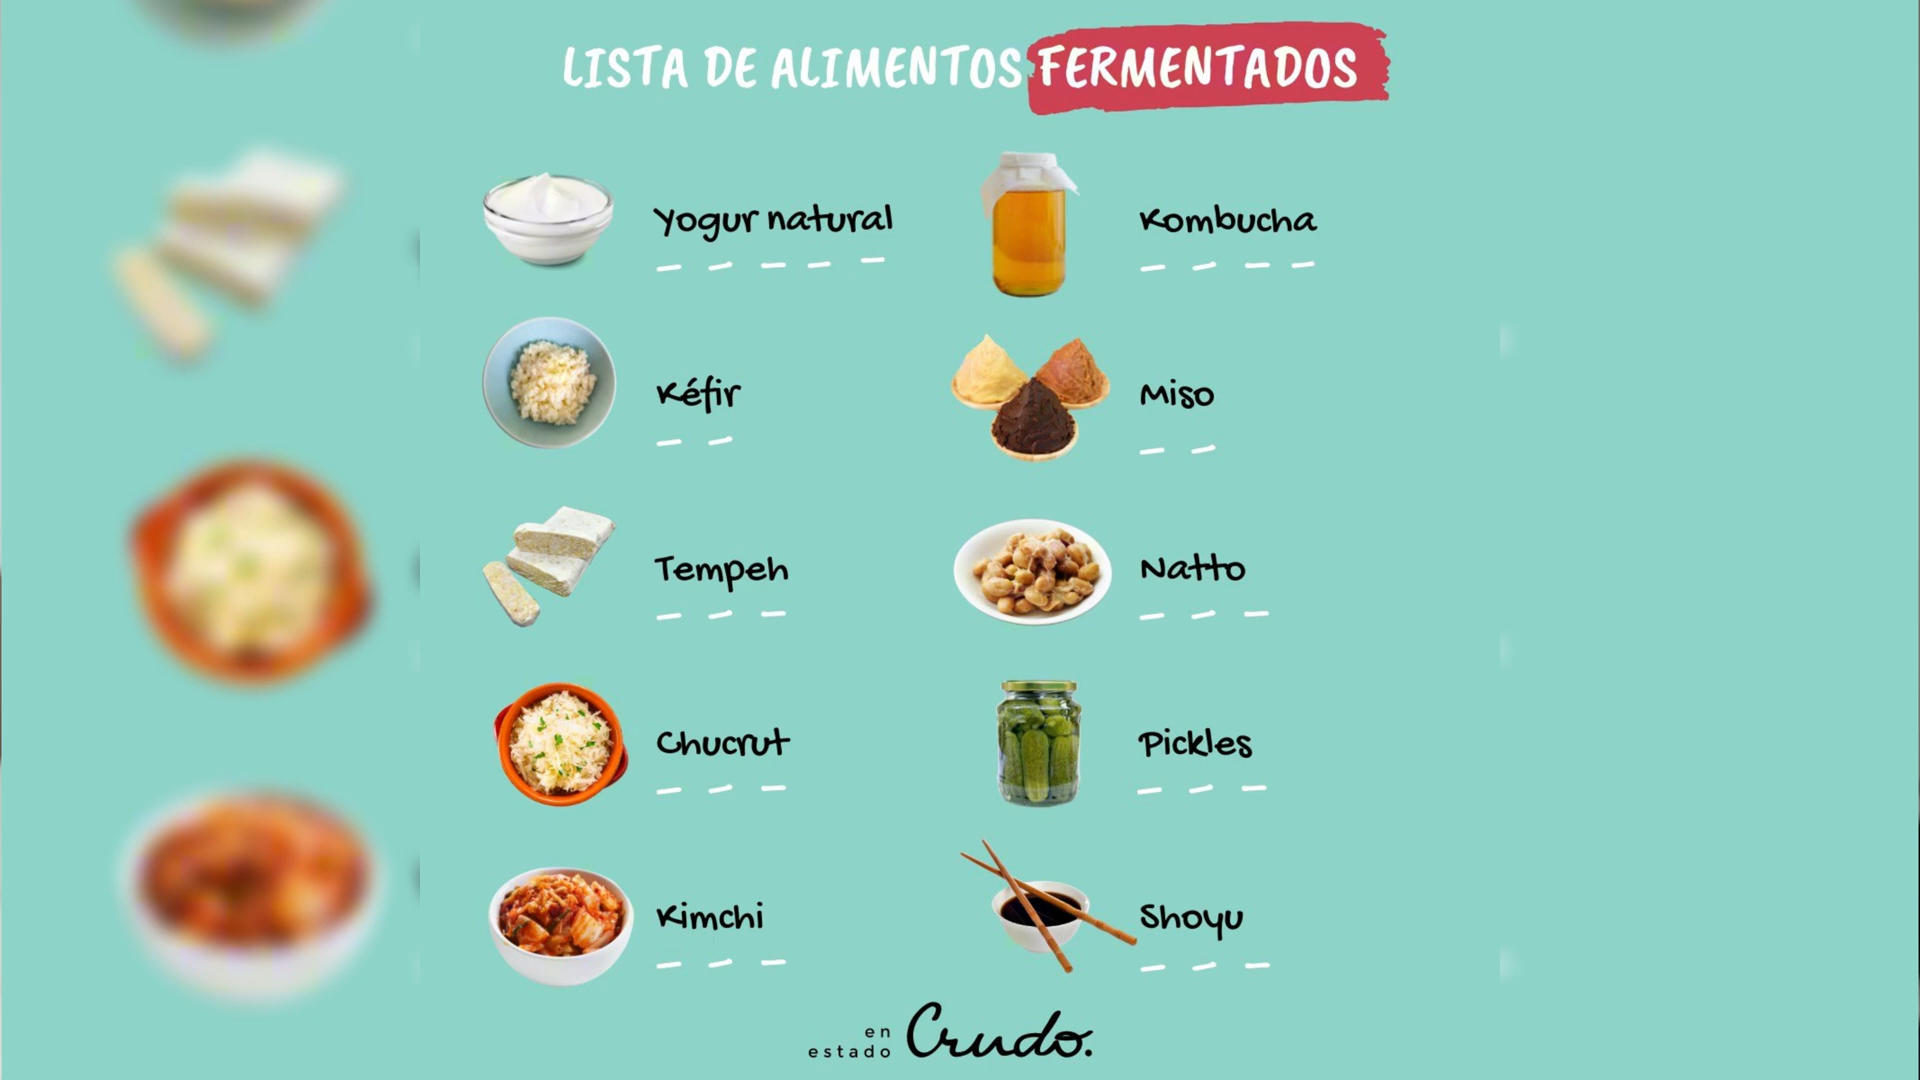 LISTA DE ALIMENTOS FERMENTADOS
Yogur natural
Kombucha
Kéfir
Miso
Tempeh
Natto
Chucrut
Pickles
Kimchi
Shoyu
en
estado
Crudo.